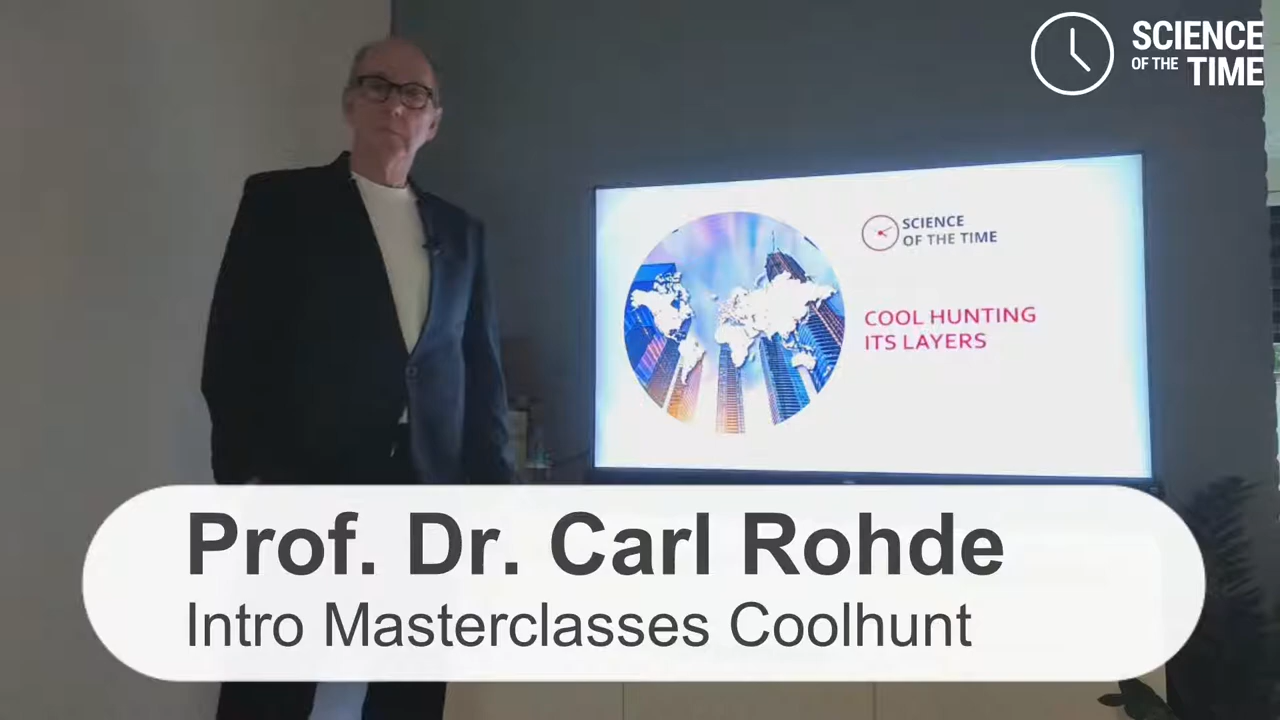 SCIENCE
OF THE TIME
SCIENCE
OF THE TIME
COOL HUNTING
ITS LAYERS
Prof. Dr. Carl Rohde
Intro Masterclasses Coolhunt